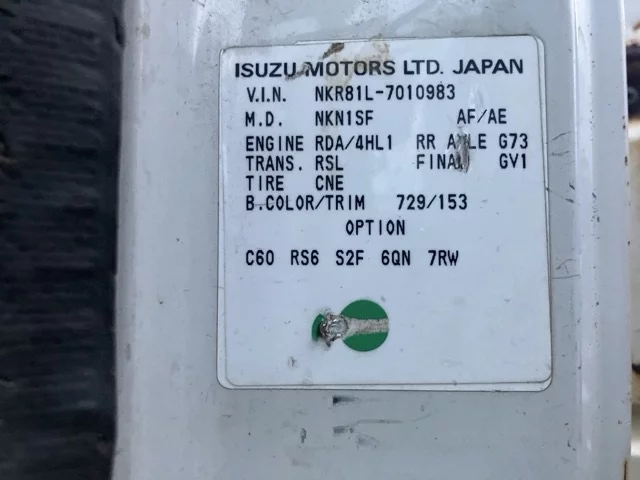 ISUZU MOTORS LTD. JAPAN
V.I.N. NKR81L-7010983
M.D. NKN1SF AF/AE
ENGINE RDA/4HL1 RR AXLE G73
TRANS. RSL FINAL GV1
TIRE CNE
B.COLOR/TRIM 729/153
OPTION
C60 RS6 S2F 6QN 7RW